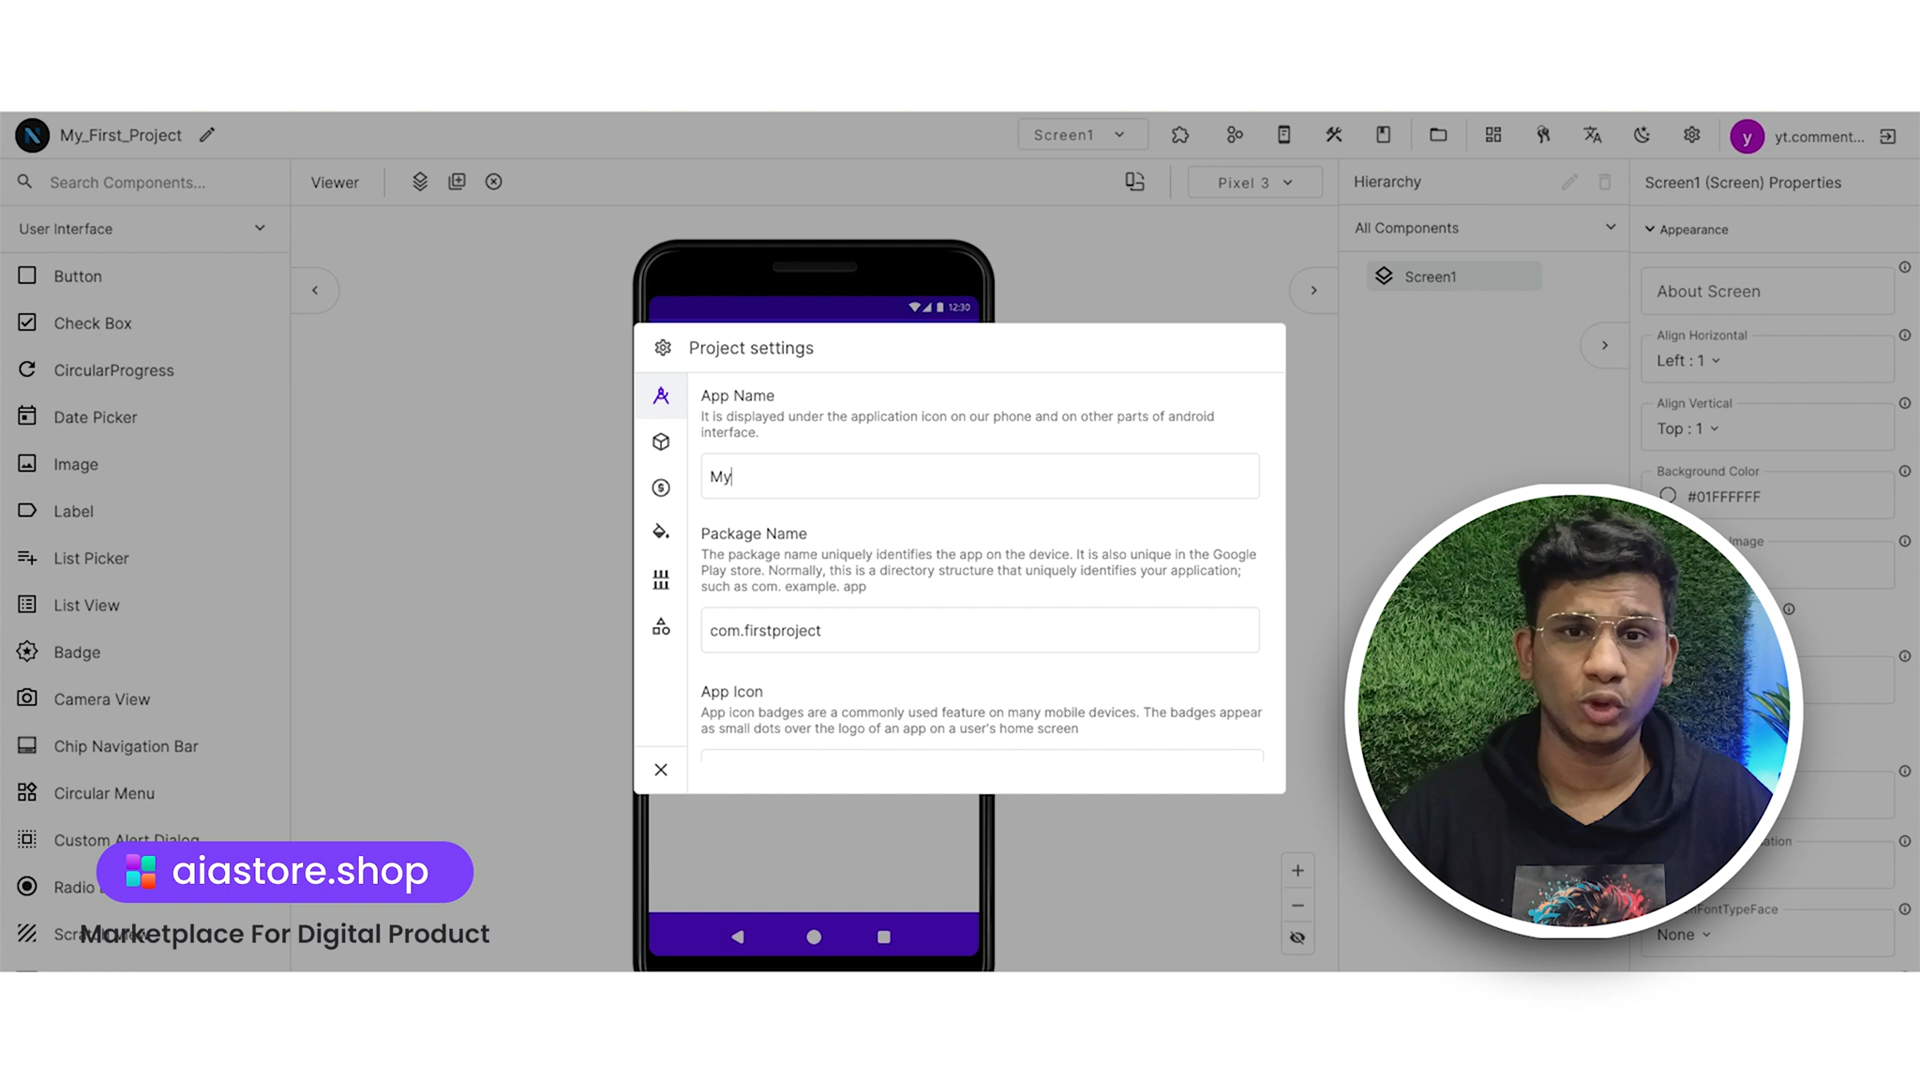 My_First_Project
Screen1
y
yt.comment...
Search Components...
Viewer
Pixel 3
Hierarchy
Screen1 (Screen) Properties
User Interface
All Components
Appearance
Button
Check Box
CircularProgress
Date Picker
Image
Label
List Picker
List View
Badge
Camera View
Chip Navigation Bar
Circular Menu
Custom Alert Dialog
Radio
12:30
Project settings
App Name
It is displayed under the application icon on our phone and on other parts of android
interface.
My
Package Name
The package name uniquely identifies the app on the device. It is also unique in the Google
Play store. Normally, this is a directory structure that uniquely identifies your application;
such as com. example. app
com.firstproject
App Icon
App icon badges are a commonly used feature on many mobile devices. The badges appear
as small dots over the logo of an app on a user's home screen
Screen1
About Screen
Align Horizontal
Left : 1
Align Vertical
Top : 1
Background Color
#01FFFFFF
Image
FontTypeFace
None
aiastore.shop
Marketplace For Digital Product